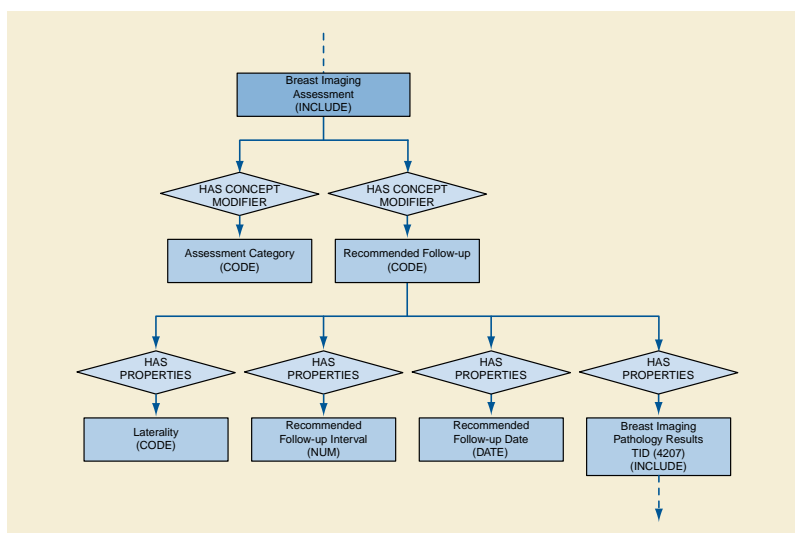 Breast Imaging
Assessment
(INCLUDE)
HAS CONCEPT
MODIFIER
HAS CONCEPT
MODIFIER
Assessment Category
(CODE)
Recommended Follow-up
(CODE)
HAS
PROPERTIES
HAS
PROPERTIES
HAS
PROPERTIES
HAS
PROPERTIES
Laterality
(CODE)
Recommended
Follow-up Interval
(NUM)
Recommended
Follow-up Date
(DATE)
Breast Imaging
Pathology Results
TID (4207)
(INCLUDE)